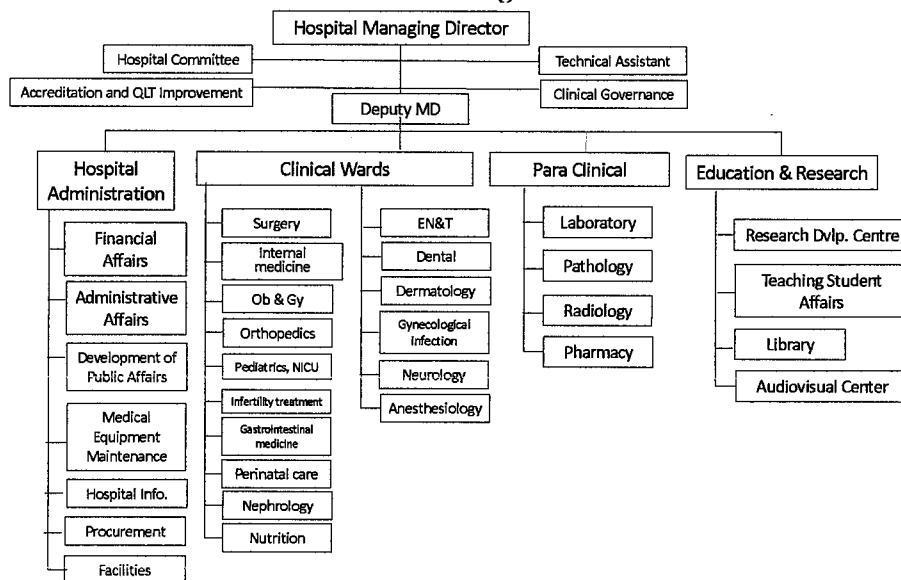 Hospital Managing Director
Hospital Committee
Technical Assistant
Accreditation and QLT Improvement
Clinical Governance
Deputy MD
Hospital
Administration
Financial
Affairs
Administrative
Affairs
Development of
Public Affairs
Medical
Equipment
Maintenance
Hospital Info.
Procurement
Facilities
Clinical Wards
Surgery
Internal
medicine
Ob & Gy
Orthopedics
Pediatrics, NICU
Infertility treatment
Gastrointestinal
medicine
Perinatal care
Nephrology
Nutrition
EN&T
Dental
Dermatology
Gynecological
Infection
Neurology
Anesthesiology
Para Clinical
Laboratory
Pathology
Radiology
Pharmacy
Education & Research
Research Dvlp. Centre
Teaching Student
Affairs
Library
Audiovisual Center